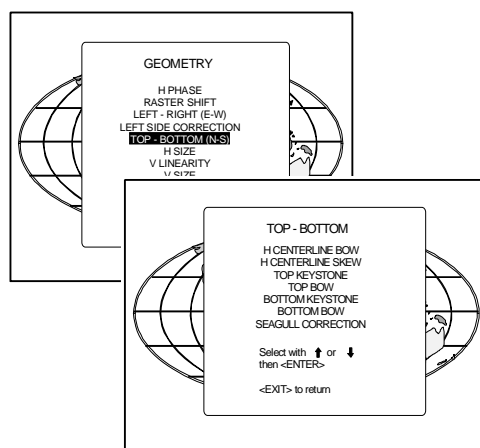 GEOMETRY
H PHASE
RASTER SHIFT
LEFT - RIGHT (E-W)
LEFT SIDE CORRECTION
TOP - BOTTOM (N-S)
H SIZE
V LINEARITY
V SIZE
TOP - BOTTOM
H CENTERLINE BOW
H CENTERLINE SKEW
TOP KEYSTONE
TOP BOW
BOTTOM KEYSTONE
BOTTOM BOW
SEAGULL CORRECTION
Select with ↑ or ↓
then <ENTER>
<EXIT> to return